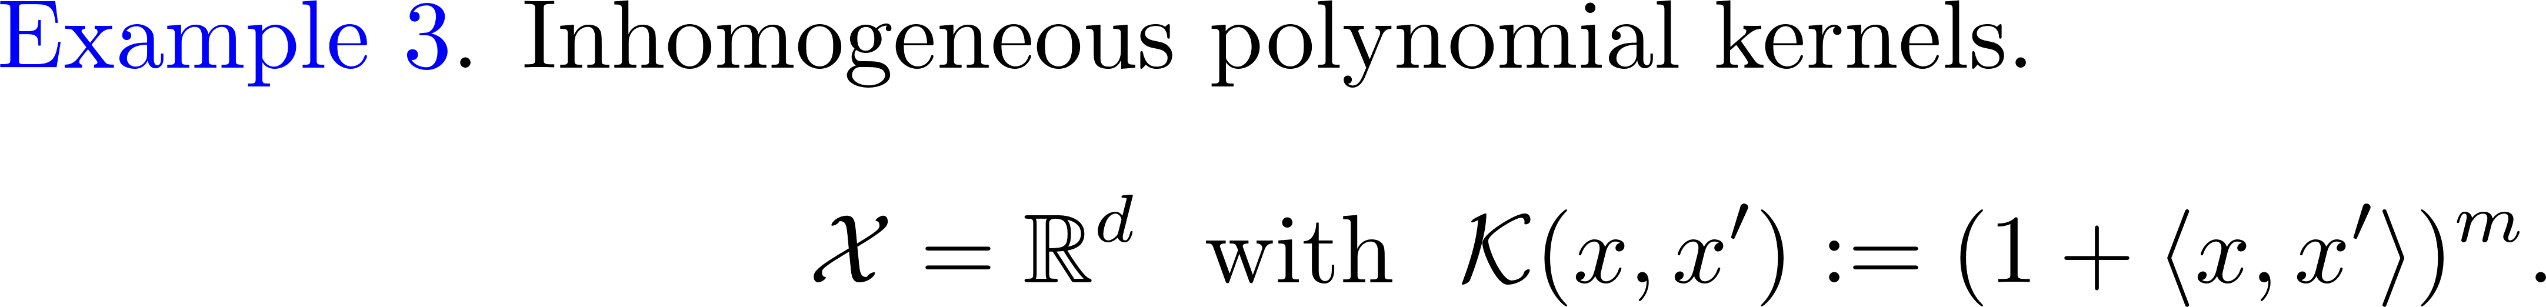 Example 3. Inhomogeneous polynomial kernels.
𝒳 = ℝ^d with 𝒦(x, x′) := (1 + ⟨x, x′⟩)^m.